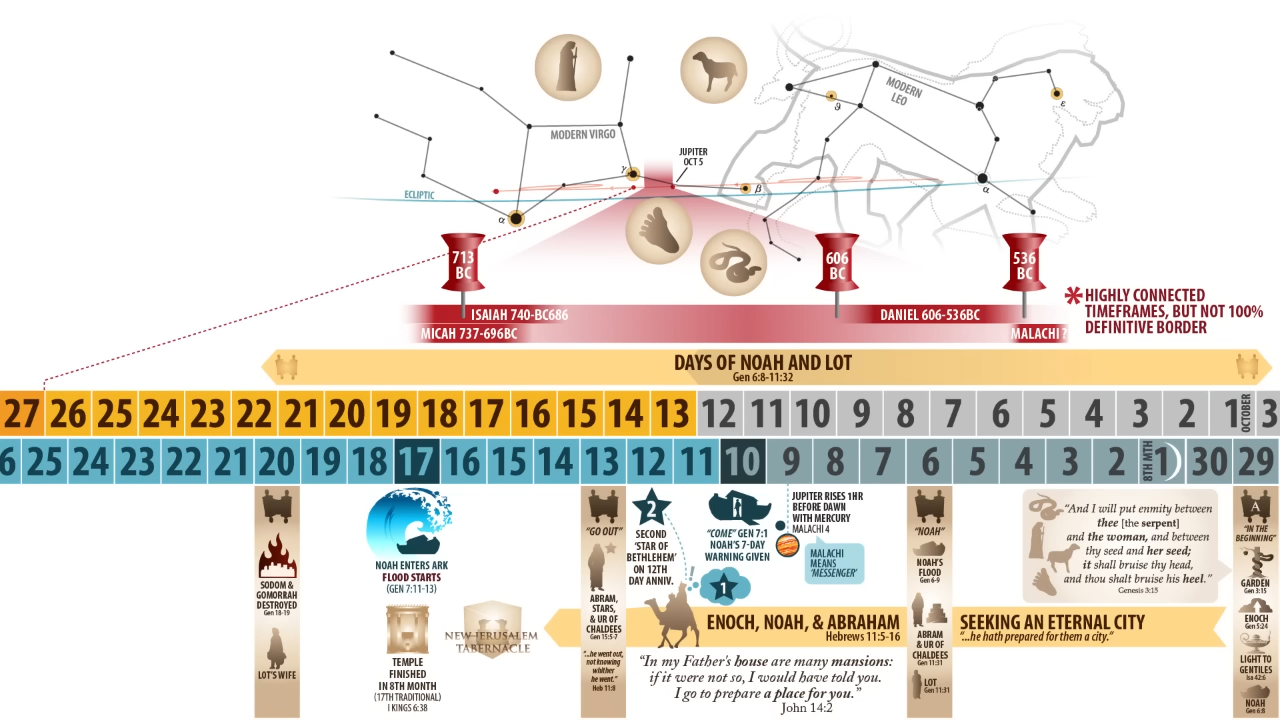 MODERN VIRGO
MODERN
LEO
JUPITER
OCT 5
ECLIPTIC
α
γ
β
ϑ
ε
α
713
BC
606
BC
536
BC
ISAIAH 740-BC686
DANIEL 606-536BC
MICAH 737-696BC
MALACHI ?
*HIGHLY CONNECTED
TIMEFRAMES, BUT NOT 100%
DEFINITIVE BORDER
DAYS OF NOAH AND LOT
Gen 6:8-11:32
27 26 25 24 23 22 21 20 19 18 17 16 15 14 13 12 11 10 9 8 7 6 5 4 3 2 1 OCTOBER 3
6 25 24 23 22 21 20 19 18 17 16 15 14 13 12 11 10 9 8 7 6 5 4 3 2 8TH MTH 1 30 29
SODOM &
GOMORRAH
DESTROYED
Gen 18-19
LOT'S WIFE
NOAH ENTERS ARK
FLOOD STARTS
(GEN 7:11-13)
TEMPLE
FINISHED
IN 8TH MONTH
(17TH TRADITIONAL)
I KINGS 6:38
NEW JERUSALEM
TABERNACLE
"GO OUT"
ABRAM,
STARS,
& UR OF
CHALDEES
Gen 15:5-7
"...he went out,
not knowing
whither
he went."
Heb 11:8
2
SECOND
'STAR OF
BETHLEHEM'
ON 12TH
DAY ANNIV.
"COME" GEN 7:1
NOAH'S 7-DAY
WARNING GIVEN
1
JUPITER RISES 1HR
BEFORE DAWN
WITH MERCURY
MALACHI 4
MALACHI
MEANS
'MESSENGER'
ENOCH, NOAH, & ABRAHAM
Hebrews 11:5-16
"In my Father's house are many mansions:
if it were not so, I would have told you.
I go to prepare a place for you."
John 14:2
"NOAH"
NOAH'S
FLOOD
Gen 6-9
ABRAM
& UR OF
CHALDEES
Gen 11:31
LOT
Gen 11:31
SEEKING AN ETERNAL CITY
"...he hath prepared for them a city."
"And I will put enmity between
thee [the serpent]
and the woman, and between
thy seed and her seed;
it shall bruise thy head,
and thou shalt bruise his heel."
Genesis 3:15
A
"IN THE
BEGINNING"
GARDEN
Gen 3:15
ENOCH
Gen 5:24
LIGHT TO
GENTILES
Isa 42:6
NOAH
Gen 6:8